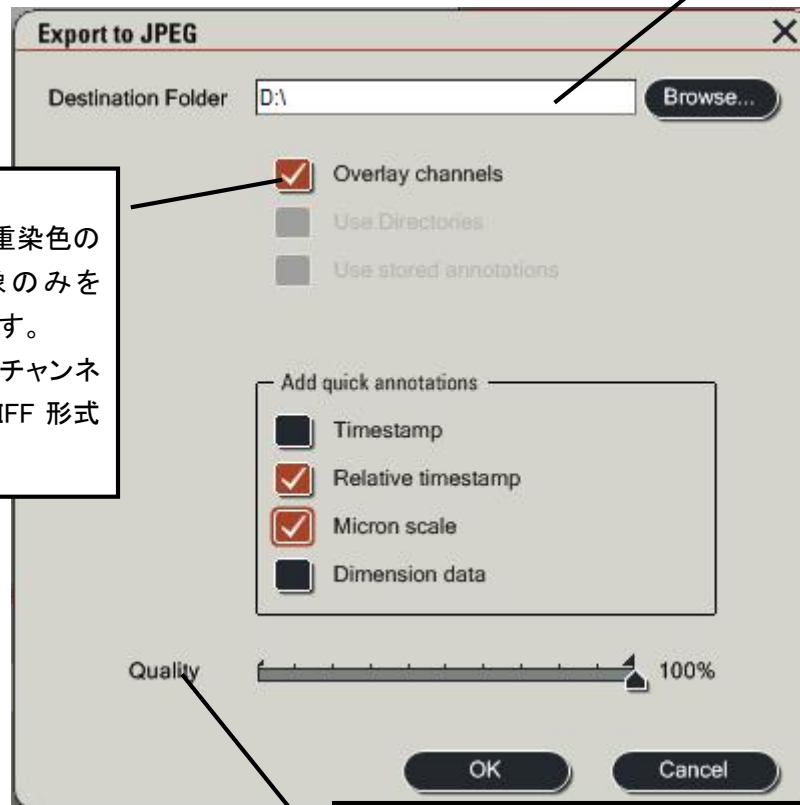 Export to JPEG
Destination Folder D:\ Browse...
Overlay channels
Use Directories
Use stored annotations
重染色の
象のみを
す。
チャンネ
IFF 形式
Add quick annotations
Timestamp
Relative timestamp
Micron scale
Dimension data
Quality 100%
OK Cancel